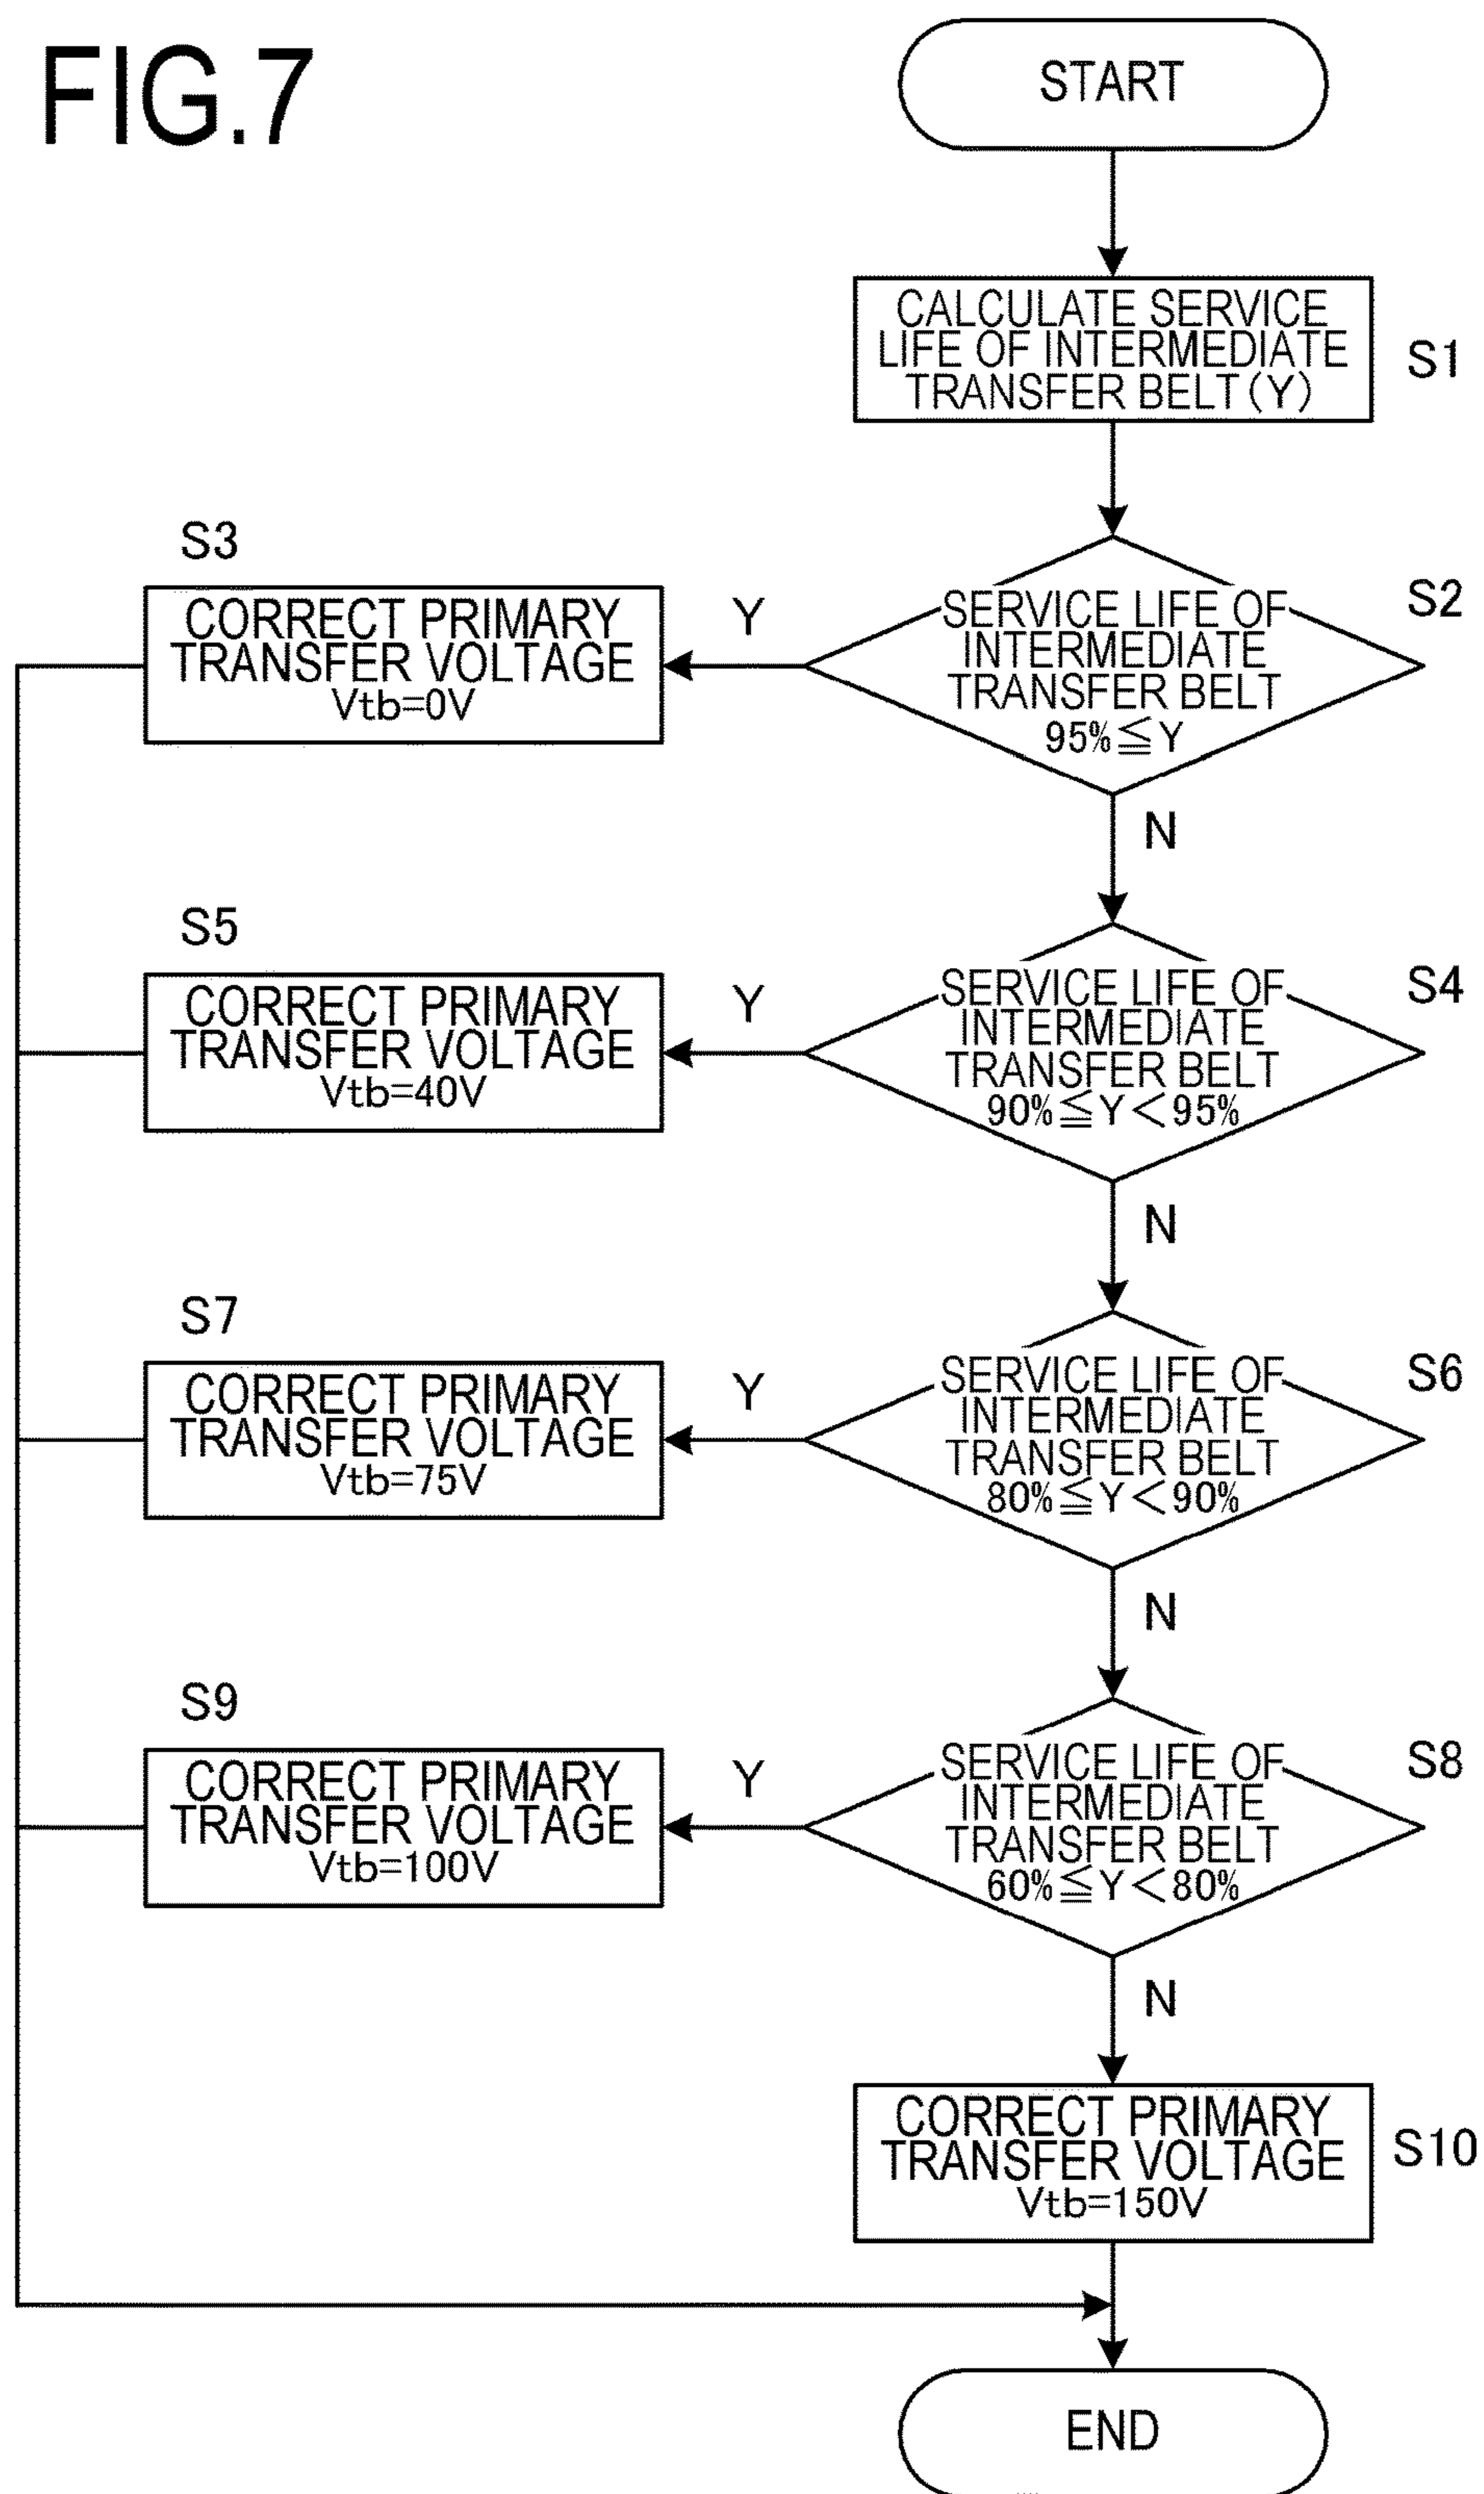 FIG.7
START
CALCULATE SERVICE
LIFE OF INTERMEDIATE
TRANSFER BELT(Y)
S1
SERVICE LIFE OF
INTERMEDIATE
TRANSFER BELT
95%≦Y
S2
Y
S3
CORRECT PRIMARY
TRANSFER VOLTAGE
Vtb=0V
N
SERVICE LIFE OF
INTERMEDIATE
TRANSFER BELT
90%≦Y<95%
S4
Y
S5
CORRECT PRIMARY
TRANSFER VOLTAGE
Vtb=40V
N
SERVICE LIFE OF
INTERMEDIATE
TRANSFER BELT
80%≦Y<90%
S6
Y
S7
CORRECT PRIMARY
TRANSFER VOLTAGE
Vtb=75V
N
SERVICE LIFE OF
INTERMEDIATE
TRANSFER BELT
60%≦Y<80%
S8
Y
S9
CORRECT PRIMARY
TRANSFER VOLTAGE
Vtb=100V
N
CORRECT PRIMARY
TRANSFER VOLTAGE
Vtb=150V
S10
END